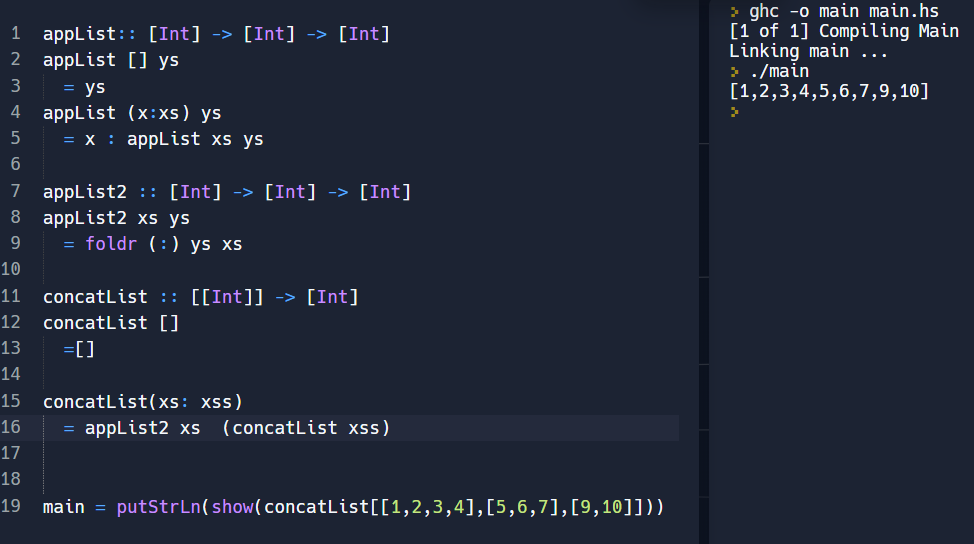 1 appList:: [Int] -> [Int] -> [Int]
2 appList [] ys
3   = ys
4 appList (x:xs) ys
5   = x : appList xs ys
6
7 appList2 :: [Int] -> [Int] -> [Int]
8 appList2 xs ys
9   = foldr (:) ys xs
10
11 concatList :: [[Int]] -> [Int]
12 concatList []
13   =[]
14
15 concatList(xs: xss)
16   = appList2 xs  (concatList xss)
17
18
19 main = putStrLn(show(concatList[[1,2,3,4],[5,6,7],[9,10]]))
> ghc -o main main.hs
[1 of 1] Compiling Main
Linking main ...
> ./main
[1,2,3,4,5,6,7,9,10]
>